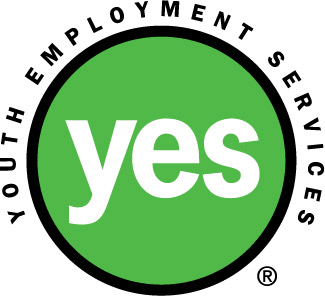 YOUTH EMPLOYMENT SERVICES
yes
®